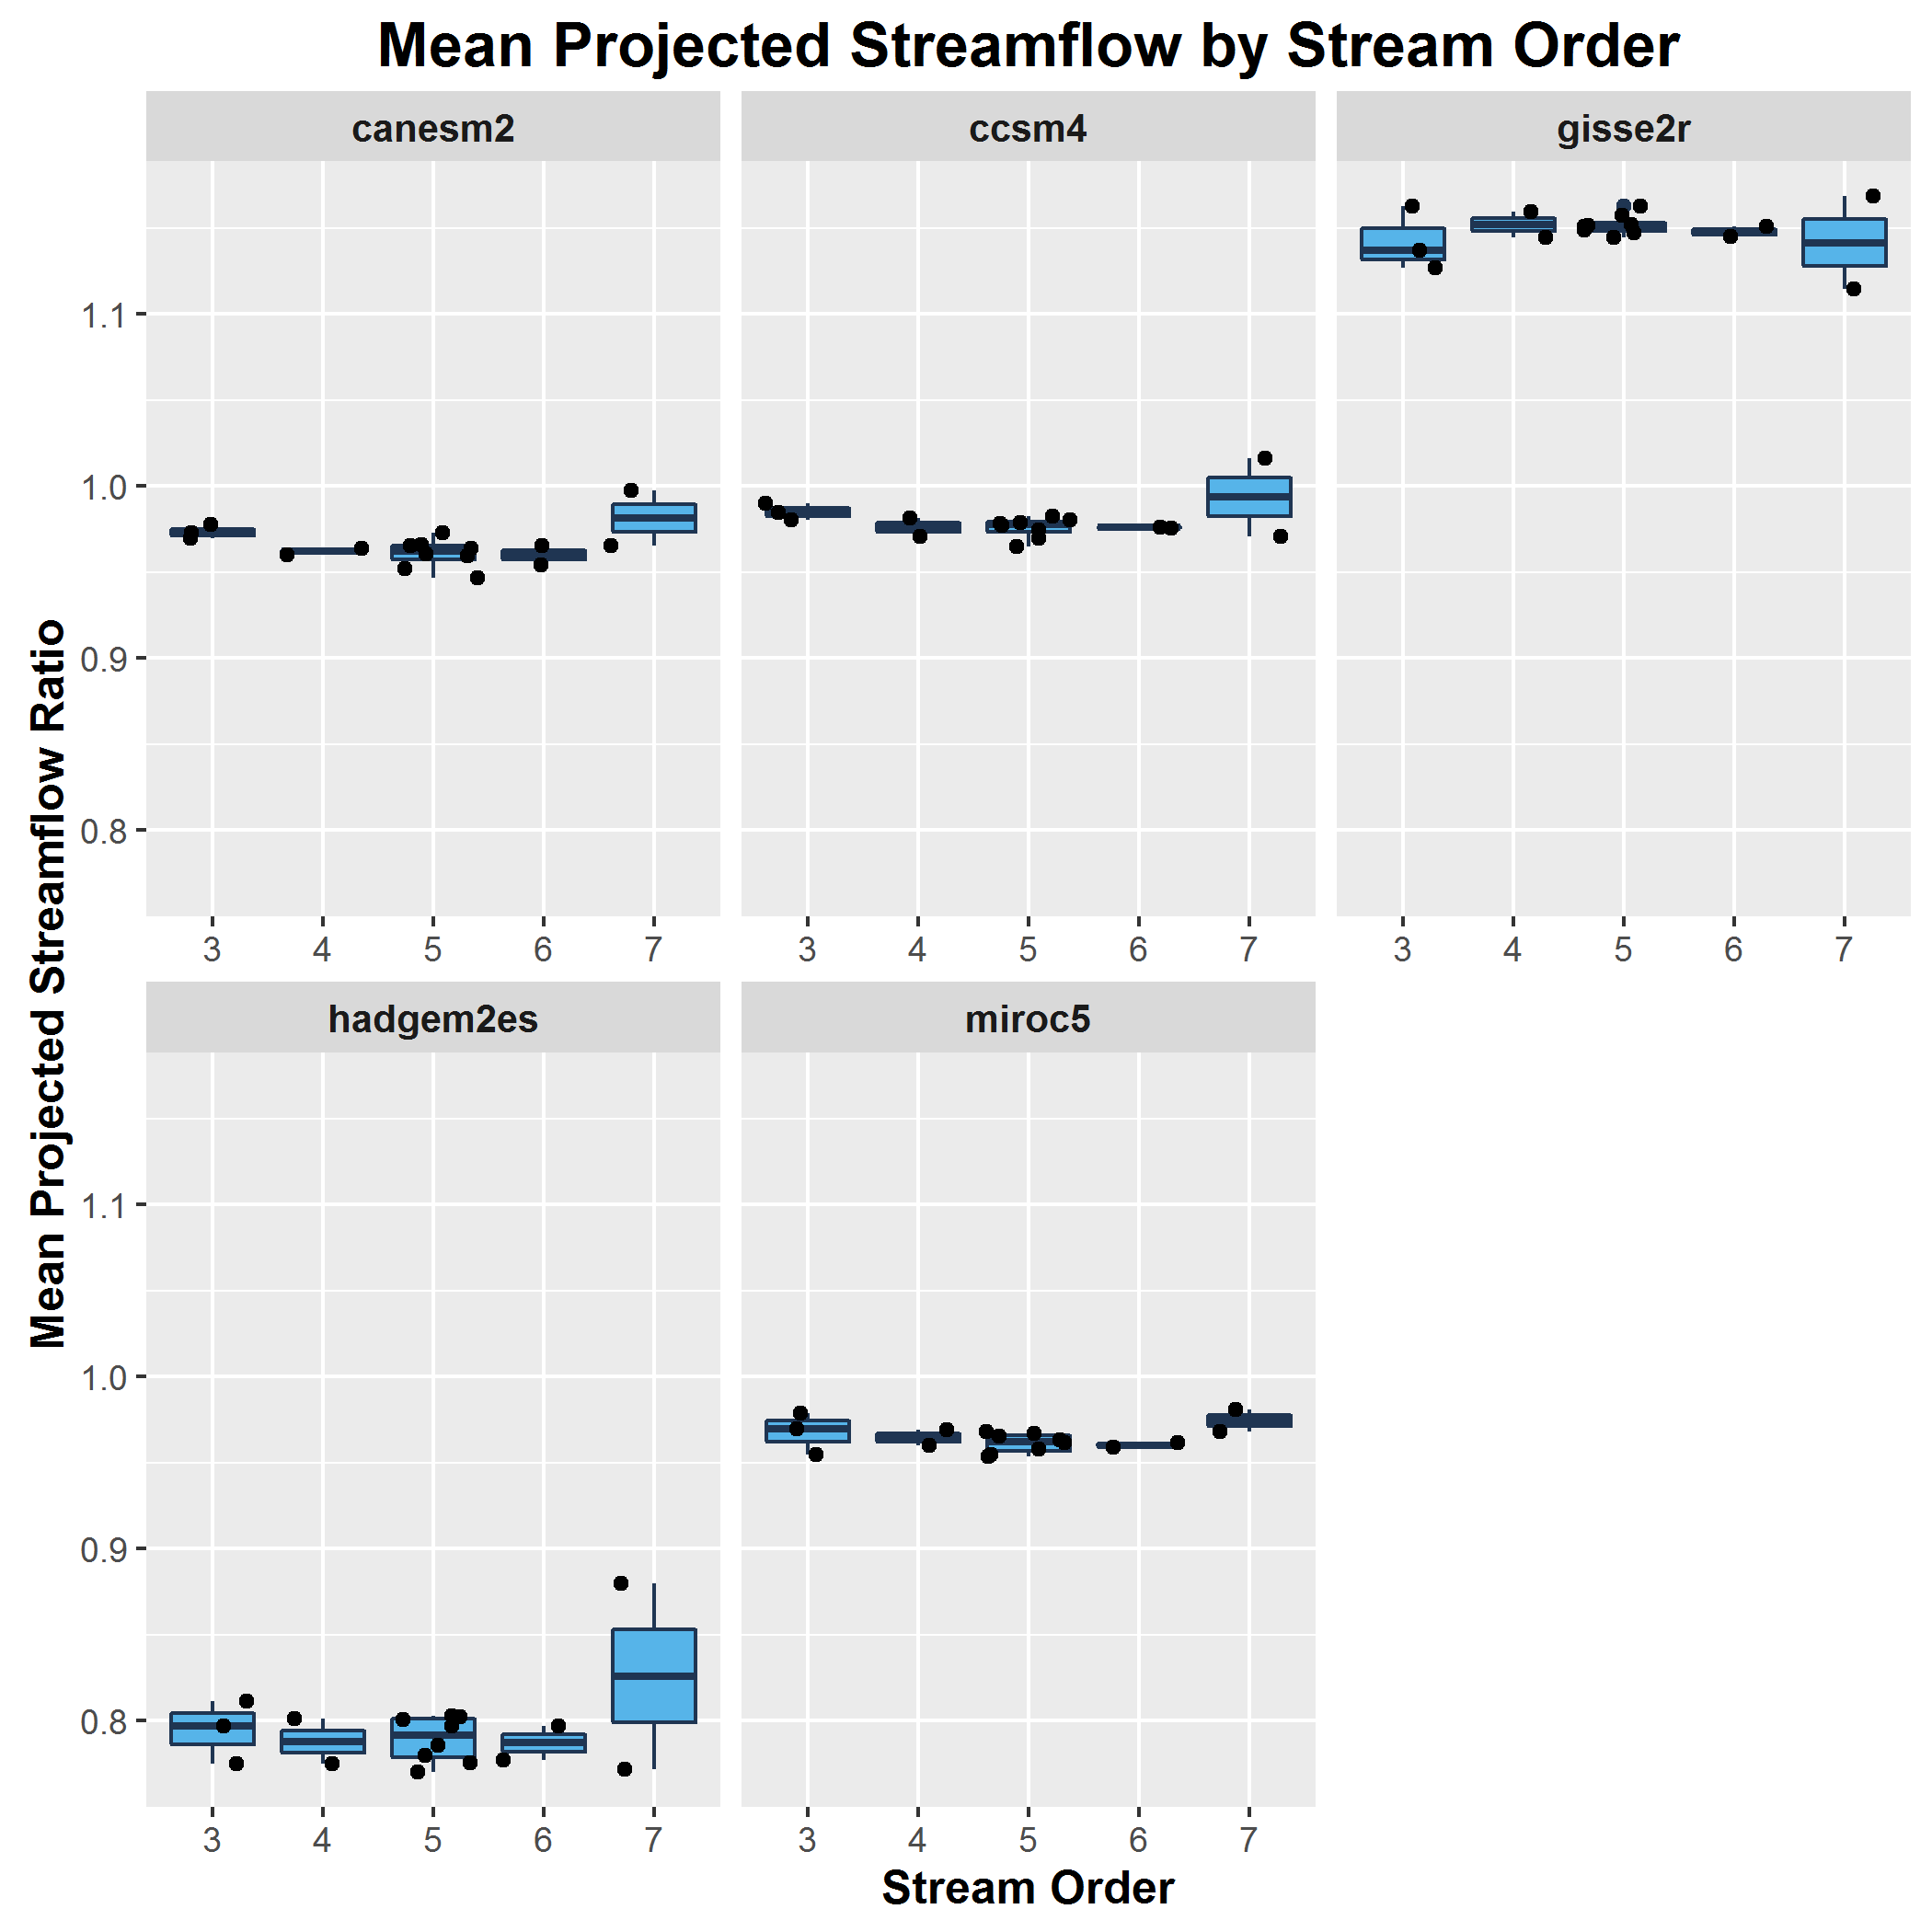 Mean Projected Streamflow by Stream Order
canesm2
ccsm4
gisse2r
1.1
1.0
0.9
0.8
3 4 5 6 7
3 4 5 6 7
3 4 5 6 7
Mean Projected Streamflow Ratio
hadgem2es
miroc5
1.1
1.0
0.9
0.8
3 4 5 6 7
3 4 5 6 7
Stream Order